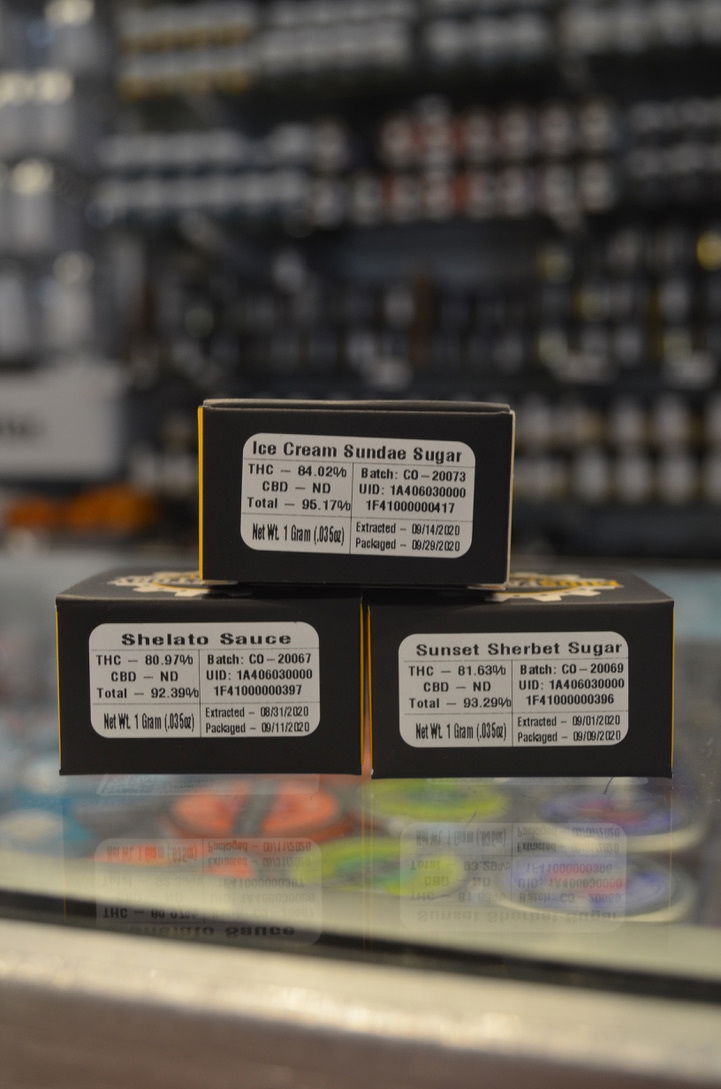 Ice Cream Sundae Sugar
THC – 84.02%
CBD – ND
Total – 95.17%
Batch: CO – 20073
UID: 1A406030000
1F41000000417
Net Wt. 1 Gram (.035oz)
Extracted – 09/14/2020
Packaged – 09/29/2020
Shelato Sauce
THC – 80.97%
CBD – ND
Total – 92.39%
Batch: CO – 20067
UID: 1A406030000
1F41000000397
Net Wt. 1 Gram (.035oz)
Extracted – 08/31/2020
Packaged – 09/11/2020
Sunset Sherbet Sugar
THC – 81.63%
CBD – ND
Total – 93.29%
Batch: CO – 20069
UID: 1A406030000
1F41000000396
Net Wt. 1 Gram (.035oz)
Extracted – 09/01/2020
Packaged – 09/09/2020